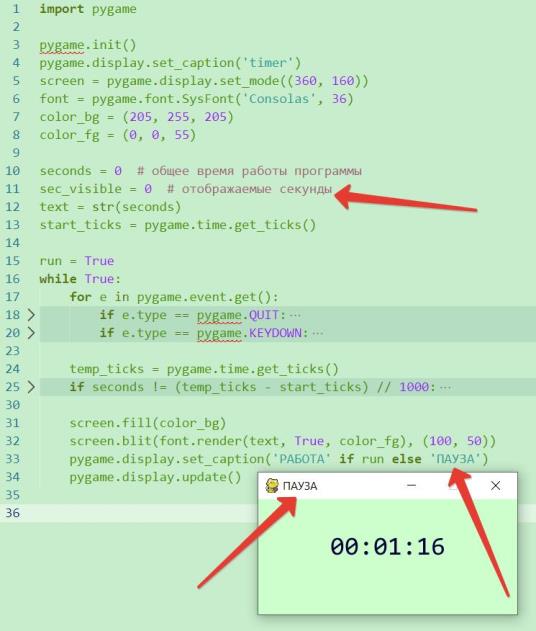 1 import pygame
2
3 pygame.init()
4 pygame.display.set_caption('timer')
5 screen = pygame.display.set_mode((360, 160))
6 font = pygame.font.SysFont('Consolas', 36)
7 color_bg = (205, 255, 205)
8 color_fg = (0, 0, 55)
9
10 seconds = 0  # общее время работы программы
11 sec_visible = 0  # отображаемые секунды
12 text = str(seconds)
13 start_ticks = pygame.time.get_ticks()
14
15 run = True
16 while True:
17     for e in pygame.event.get():
18 >         if e.type == pygame.QUIT: ···
20 >         if e.type == pygame.KEYDOWN: ···
23
24     temp_ticks = pygame.time.get_ticks()
25 >     if seconds != (temp_ticks - start_ticks) // 1000: ···
30
31     screen.fill(color_bg)
32     screen.blit(font.render(text, True, color_fg), (100, 50))
33     pygame.display.set_caption('РАБОТА' if run else 'ПАУЗА')
34     pygame.display.update()
35
36
ПАУЗА
00:01:16